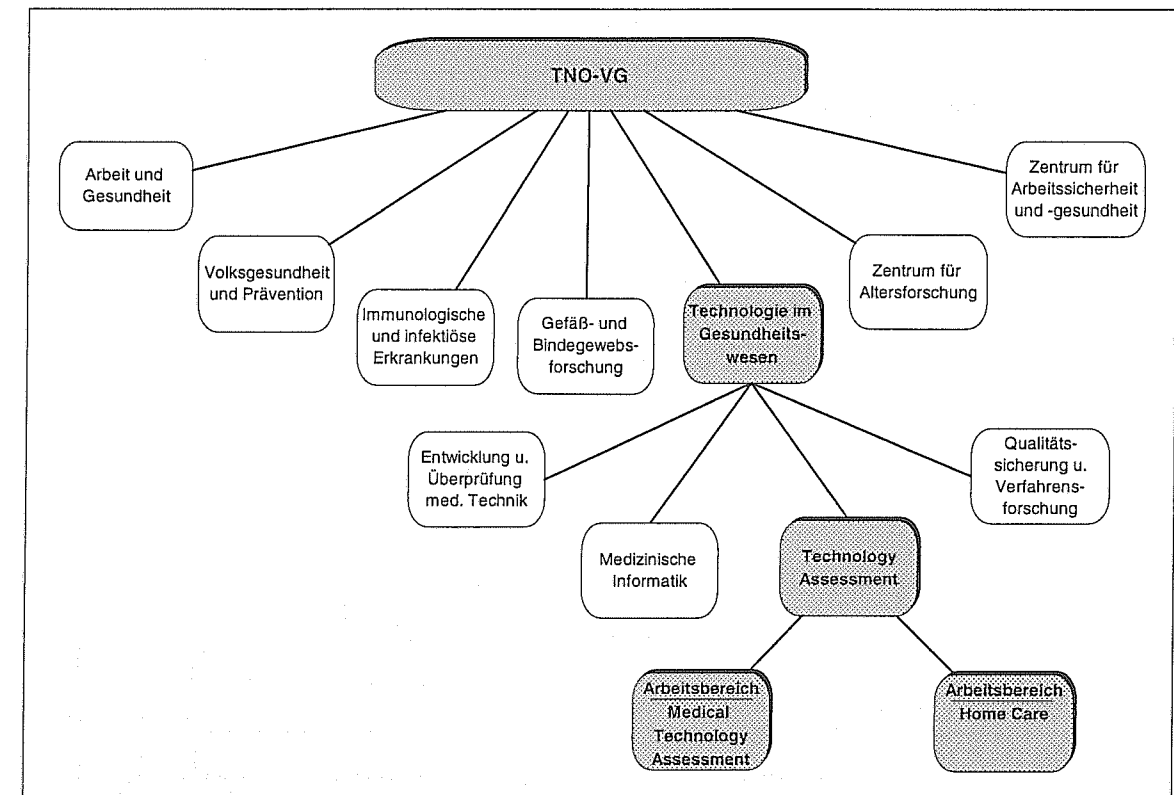 TNO-VG
Arbeit und
Gesundheit
Volksgesundheit
und Prävention
Immunologische
und infektiöse
Erkrankungen
Gefäß- und
Bindegewebs-
forschung
Technologie im
Gesundheits-
wesen
Zentrum für
Altersforschung
Zentrum für
Arbeitssicherheit
und -gesundheit
Entwicklung u.
Überprüfung
med. Technik
Medizinische
Informatik
Technology
Assessment
Qualitäts-
sicherung u.
Verfahrens-
forschung
Arbeitsbereich
Medical
Technology
Assessment
Arbeitsbereich
Home Care